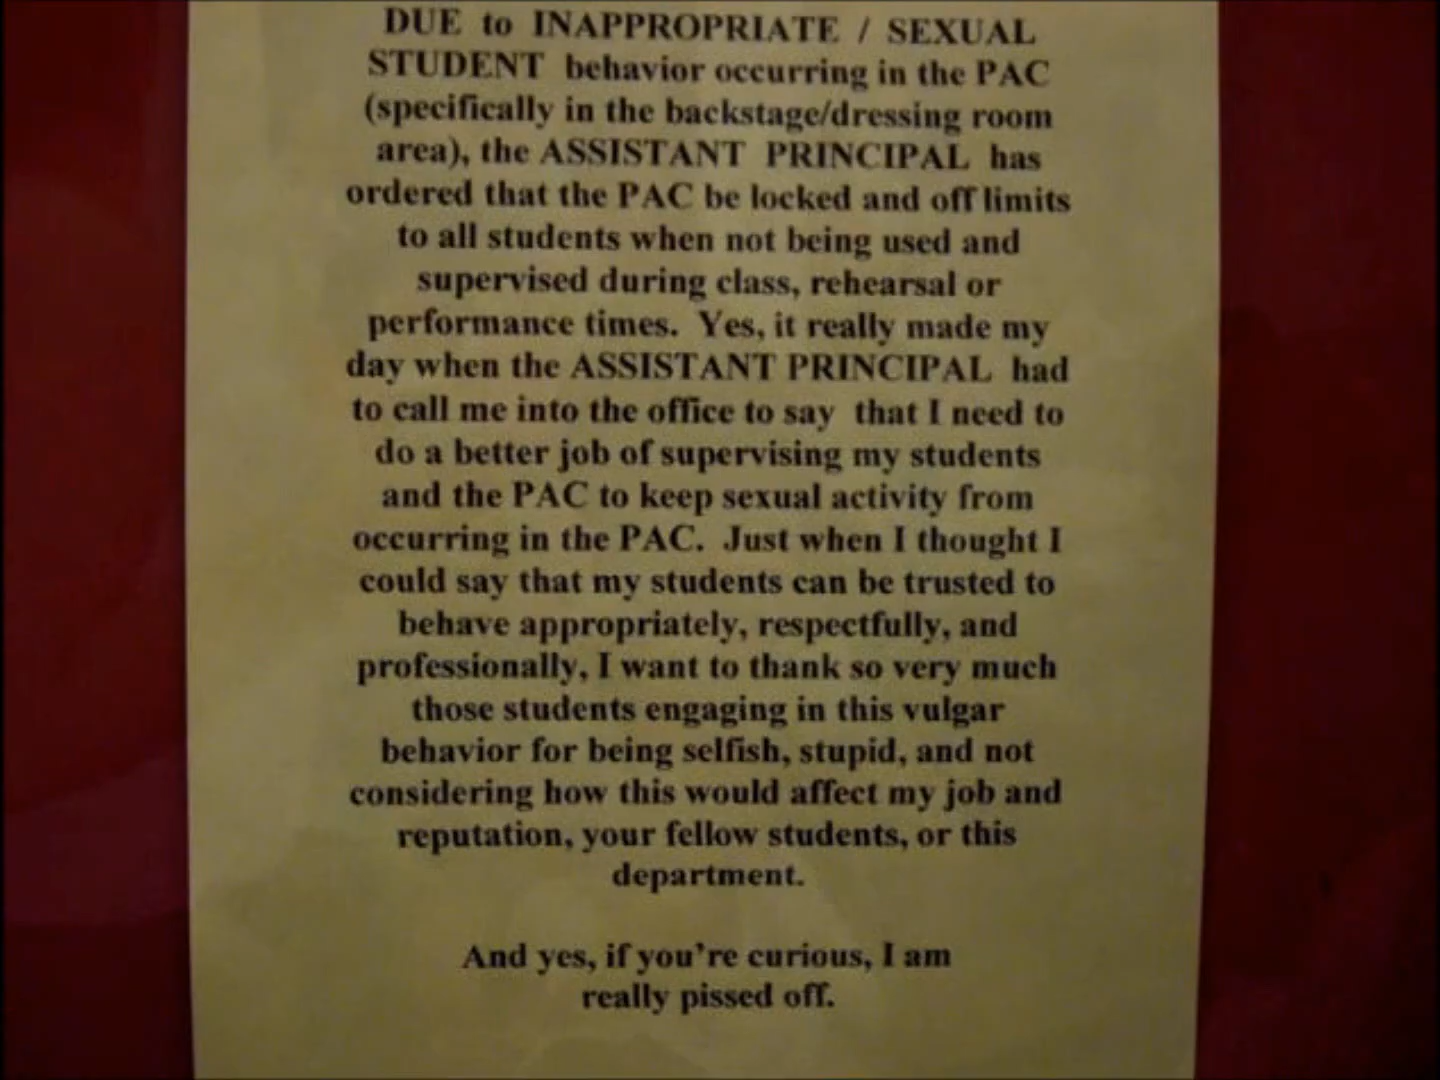 DUE to INAPPROPRIATE / SEXUAL
STUDENT behavior occurring in the PAC
(specifically in the backstage/dressing room
area), the ASSISTANT PRINCIPAL has
ordered that the PAC be locked and off limits
to all students when not being used and
supervised during class, rehearsal or
performance times. Yes, it really made my
day when the ASSISTANT PRINCIPAL had
to call me into the office to say that I need to
do a better job of supervising my students
and the PAC to keep sexual activity from
occurring in the PAC. Just when I thought I
could say that my students can be trusted to
behave appropriately, respectfully, and
professionally, I want to thank so very much
those students engaging in this vulgar
behavior for being selfish, stupid, and not
considering how this would affect my job and
reputation, your fellow students, or this
department.
And yes, if you're curious, I am
really pissed off.